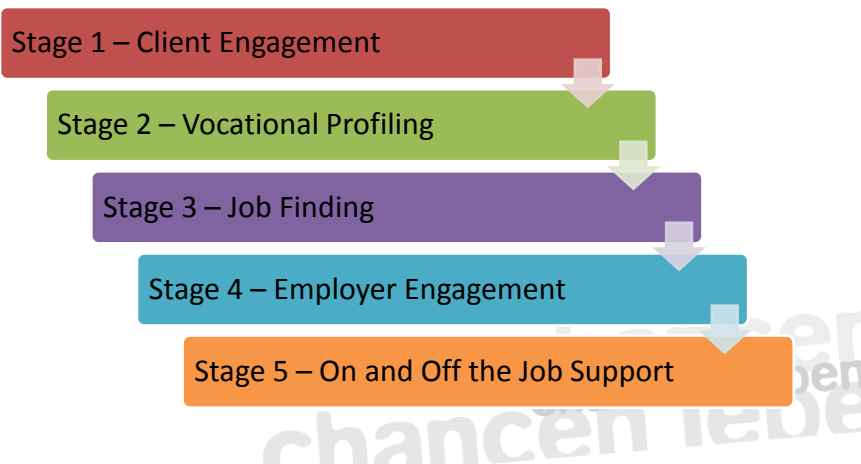 Stage 1 – Client Engagement
Stage 2 – Vocational Profiling
Stage 3 – Job Finding
Stage 4 – Employer Engagement
Stage 5 – On and Off the Job Support
chancen lebe